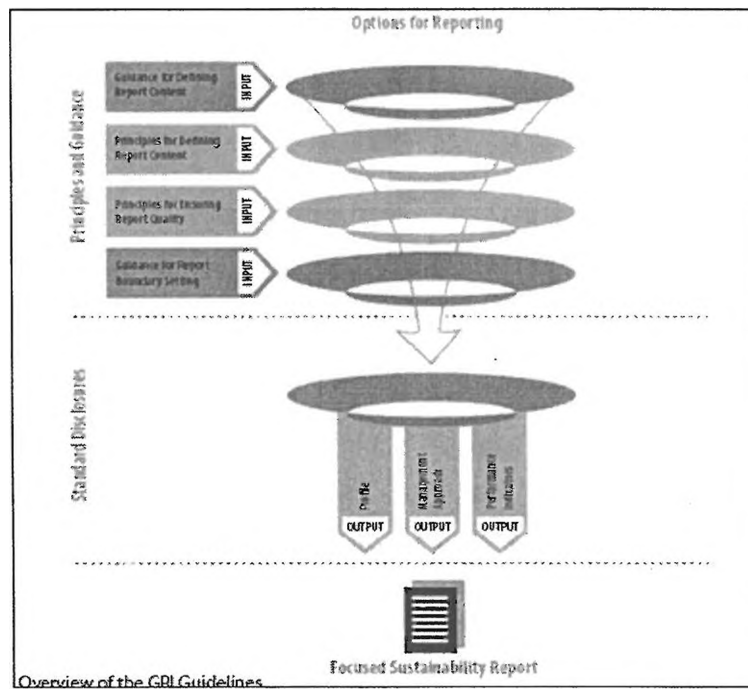 Options for Reporting
Principles and Guidance
Guidance for Defining
Report Content
INPUT
Principles for Defining
Report Content
INPUT
Principles for Ensuring
Report Quality
INPUT
Guidance for Report
Boundary Setting
INPUT
Standard Disclosures
Profile
OUTPUT
Management
Approach
OUTPUT
Performance
Indicators
OUTPUT
Focused Sustainability Report
Overview of the GRI Guidelines